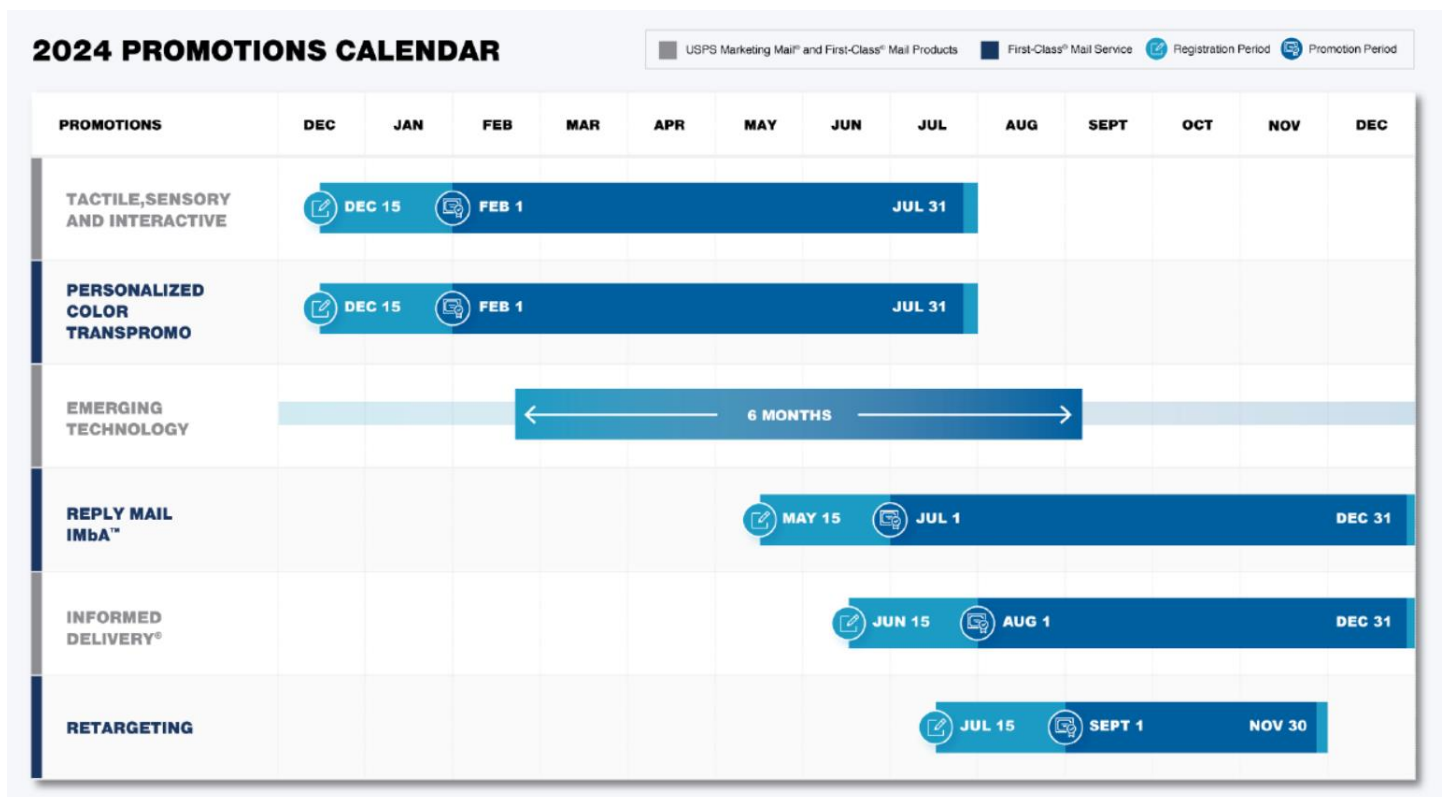 2024 PROMOTIONS CALENDAR
USPS Marketing Mail® and First-Class® Mail Products
First-Class® Mail Service
Registration Period
Promotion Period
PROMOTIONS DEC JAN FEB MAR APR MAY JUN JUL AUG SEPT OCT NOV DEC
TACTILE,SENSORY
AND INTERACTIVE
DEC 15 FEB 1 JUL 31
PERSONALIZED
COLOR
TRANSPROMO
DEC 15 FEB 1 JUL 31
EMERGING
TECHNOLOGY
6 MONTHS
REPLY MAIL
IMbA™
MAY 15 JUL 1 DEC 31
INFORMED
DELIVERY®
JUN 15 AUG 1 DEC 31
RETARGETING
JUL 15 SEPT 1 NOV 30